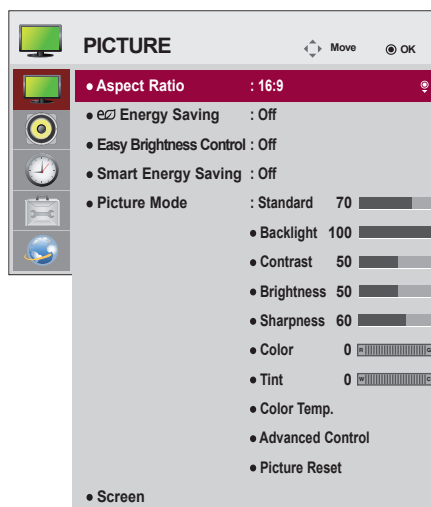 PICTURE Move OK
● Aspect Ratio : 16:9
● Energy Saving : Off
● Easy Brightness Control : Off
● Smart Energy Saving : Off
● Picture Mode : Standard 70
● Backlight 100
● Contrast 50
● Brightness 50
● Sharpness 60
● Color 0 R G
● Tint 0
● Color Temp.
● Advanced Control
● Picture Reset
● Screen